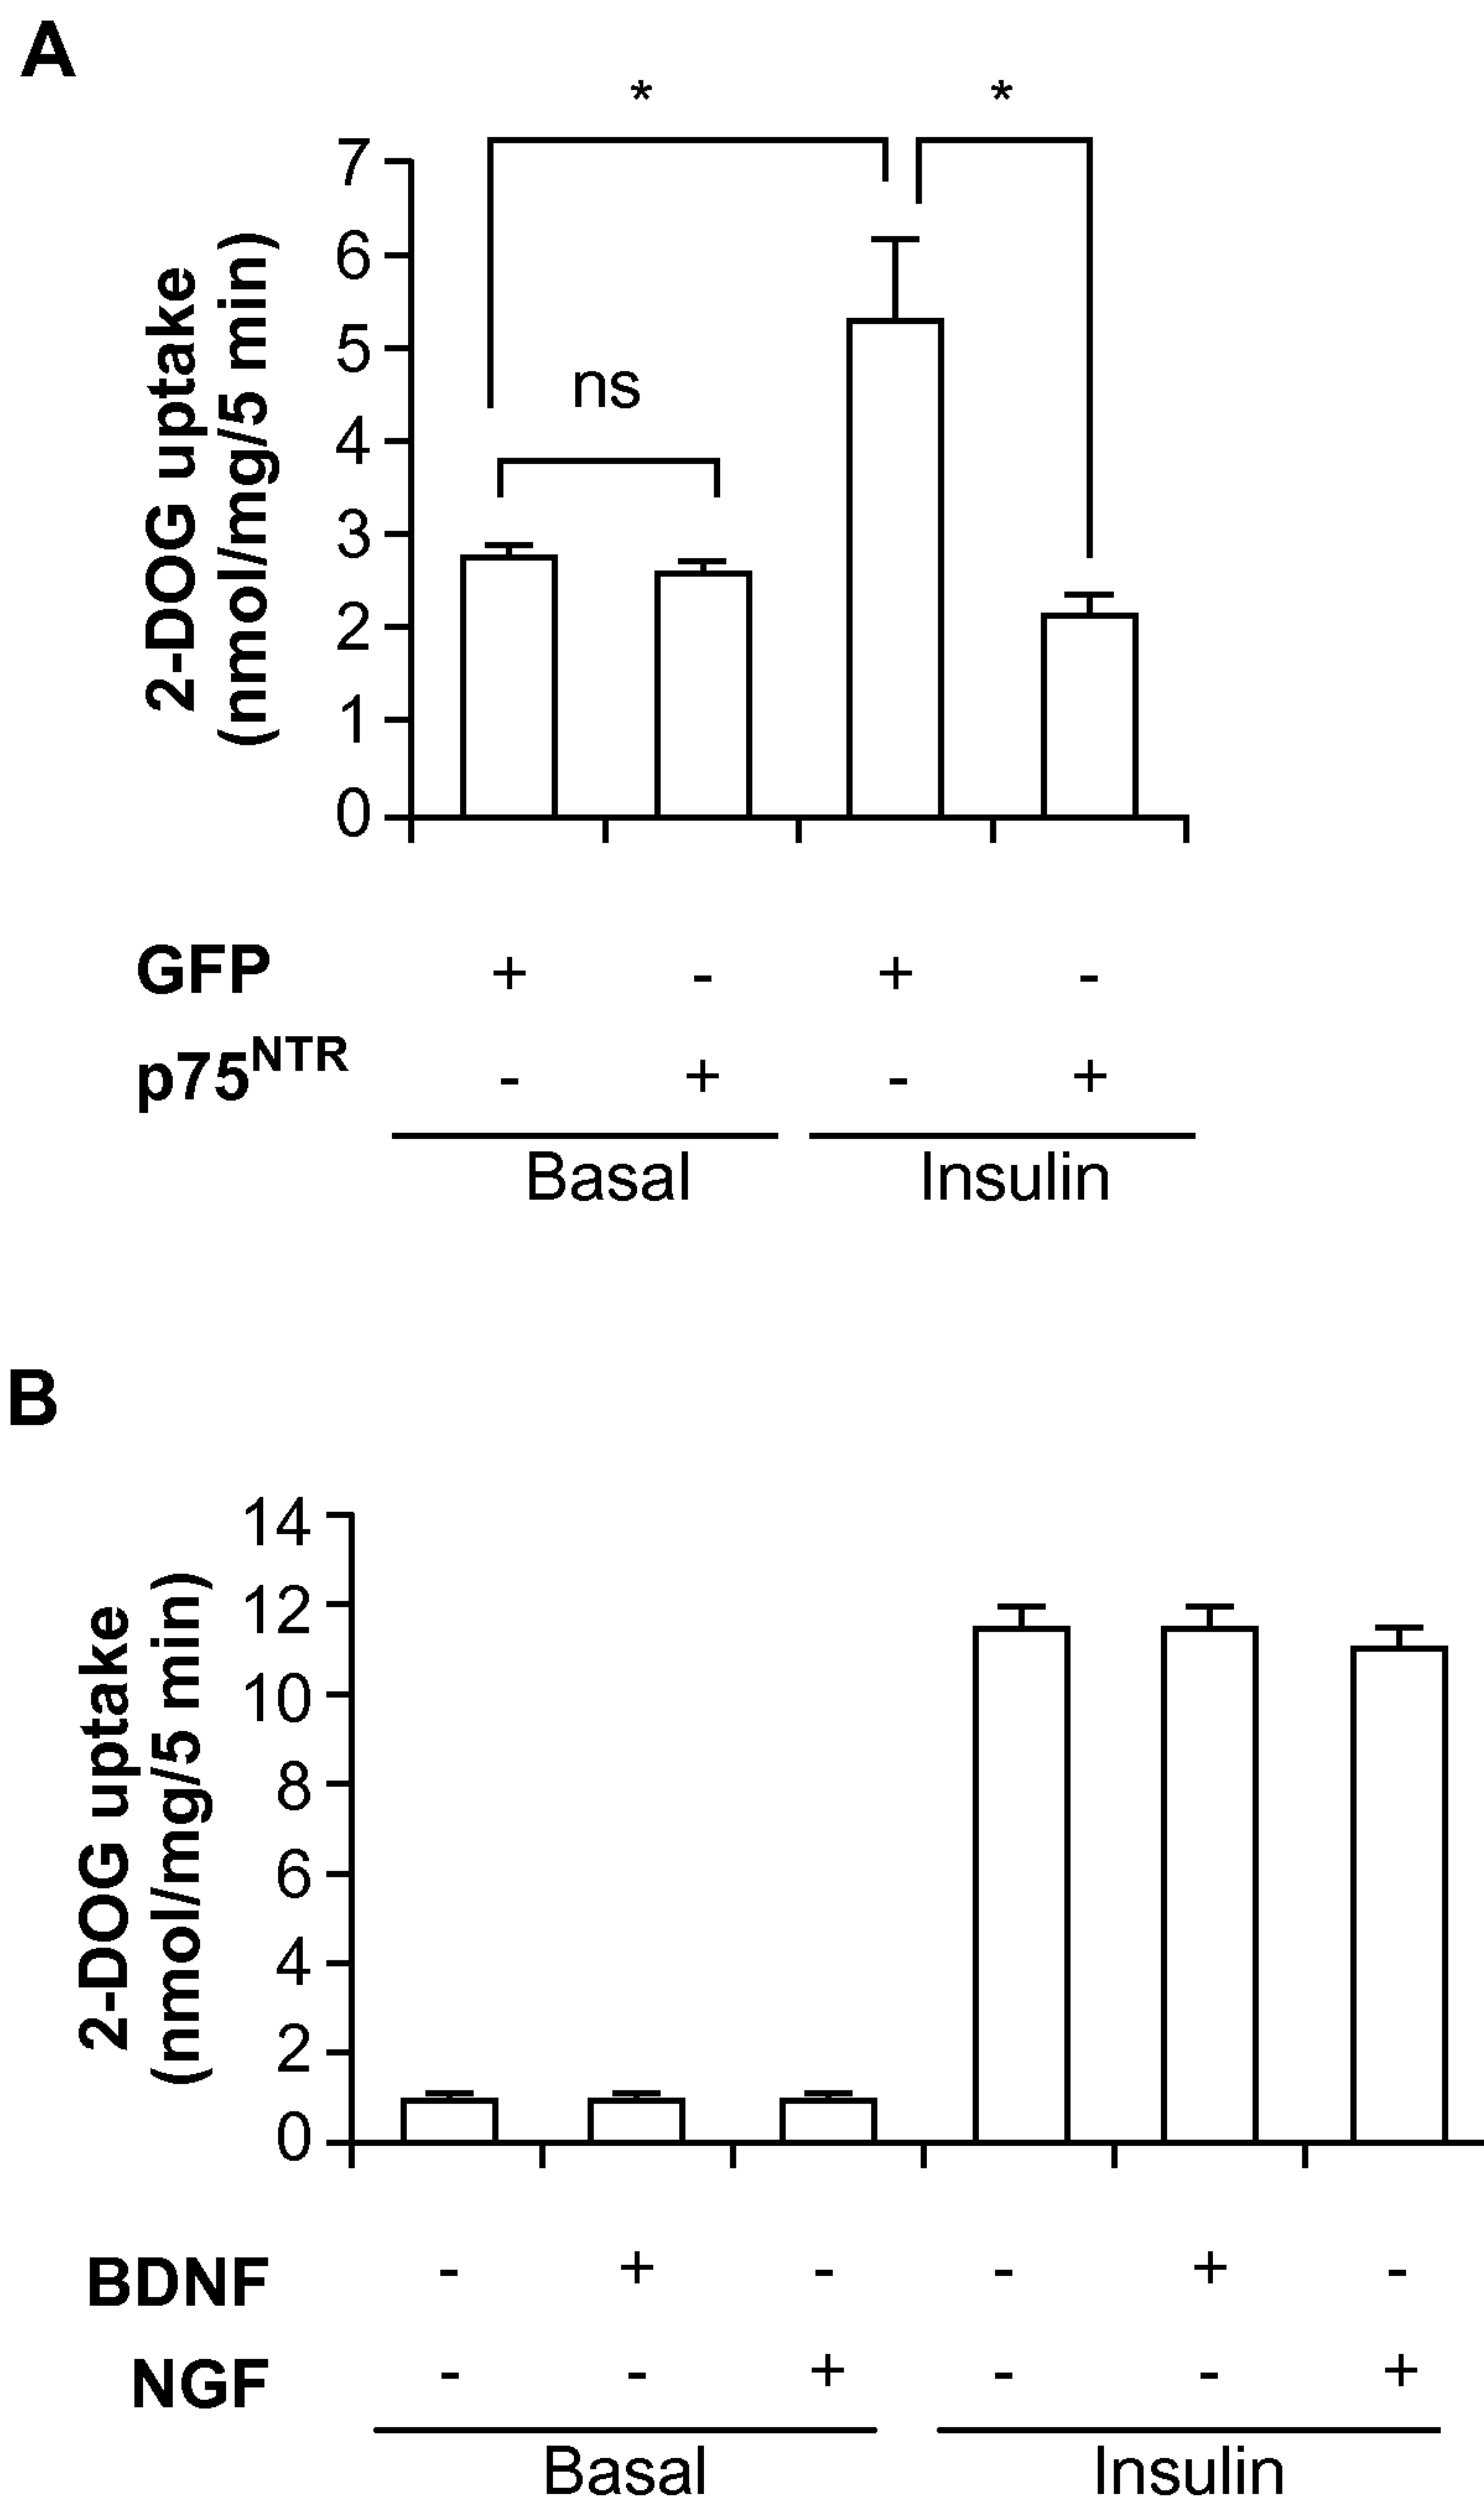 A
* *
7
6
5
4
3
2
1
0
2-DOG uptake
(nmol/mg/5 min)
ns
GFP + - + -
p75NTR - + - +
Basal Insulin
B
14
12
10
8
6
4
2
0
2-DOG uptake
(nmol/mg/5 min)
BDNF - + - - + -
NGF - - + - - +
Basal Insulin